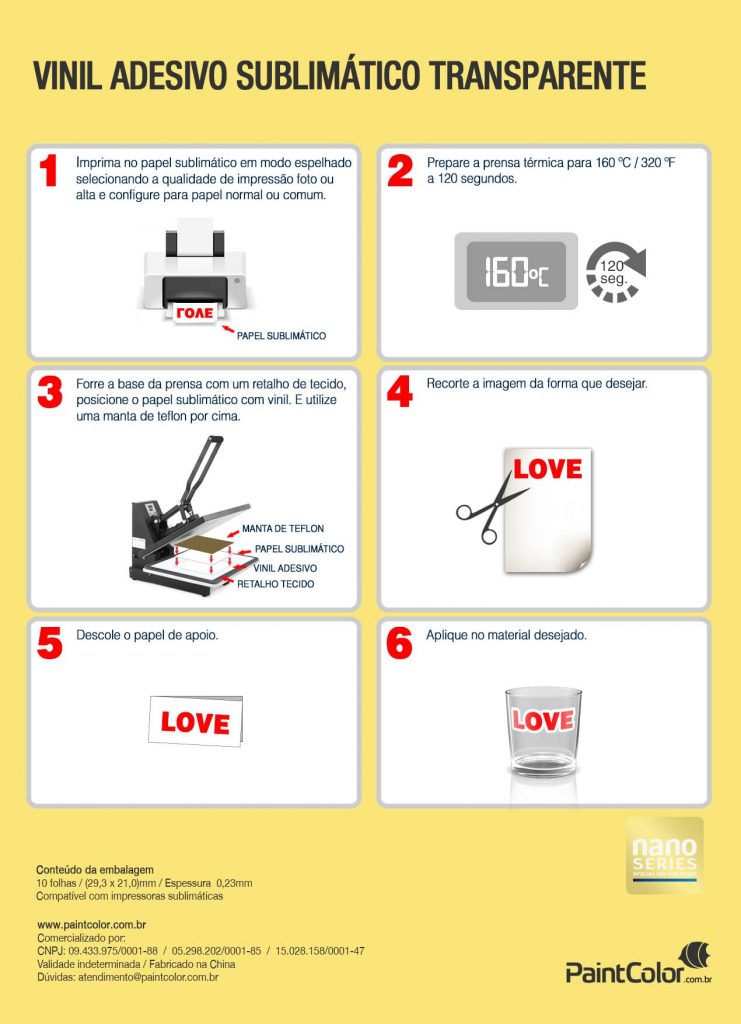 VINIL ADESIVO SUBLIMÁTICO TRANSPARENTE
1
Imprima no papel sublimático em modo espelhado
selecionando a qualidade de impressão foto ou
alta e configure para papel normal ou comum.
LOVE
PAPEL SUBLIMÁTICO
2
Prepare a prensa térmica para 160 ºC / 320 ºF
a 120 segundos.
160ºC
120
seg.
3
Forre a base da prensa com um retalho de tecido,
posicione o papel sublimático com vinil. E utilize
uma manta de teflon por cima.
MANTA DE TEFLON
PAPEL SUBLIMÁTICO
VINIL ADESIVO
RETALHO TECIDO
4
Recorte a imagem da forma que desejar.
LOVE
5
Descole o papel de apoio.
LOVE
6
Aplique no material desejado.
LOVE
nano
SERIES
Conteúdo da embalagem
10 folhas / (29,3 x 21,0)mm / Espessura 0,23mm
Compatível com impressoras sublimáticas
www.paintcolor.com.br
Comercializado por:
CNPJ: 09.433.975/0001-88 / 05.298.202/0001-85 / 15.028.158/0001-47
Validade indeterminada / Fabricado na China
Dúvidas: atendimento@paintcolor.com.br
PaintColor.com.br